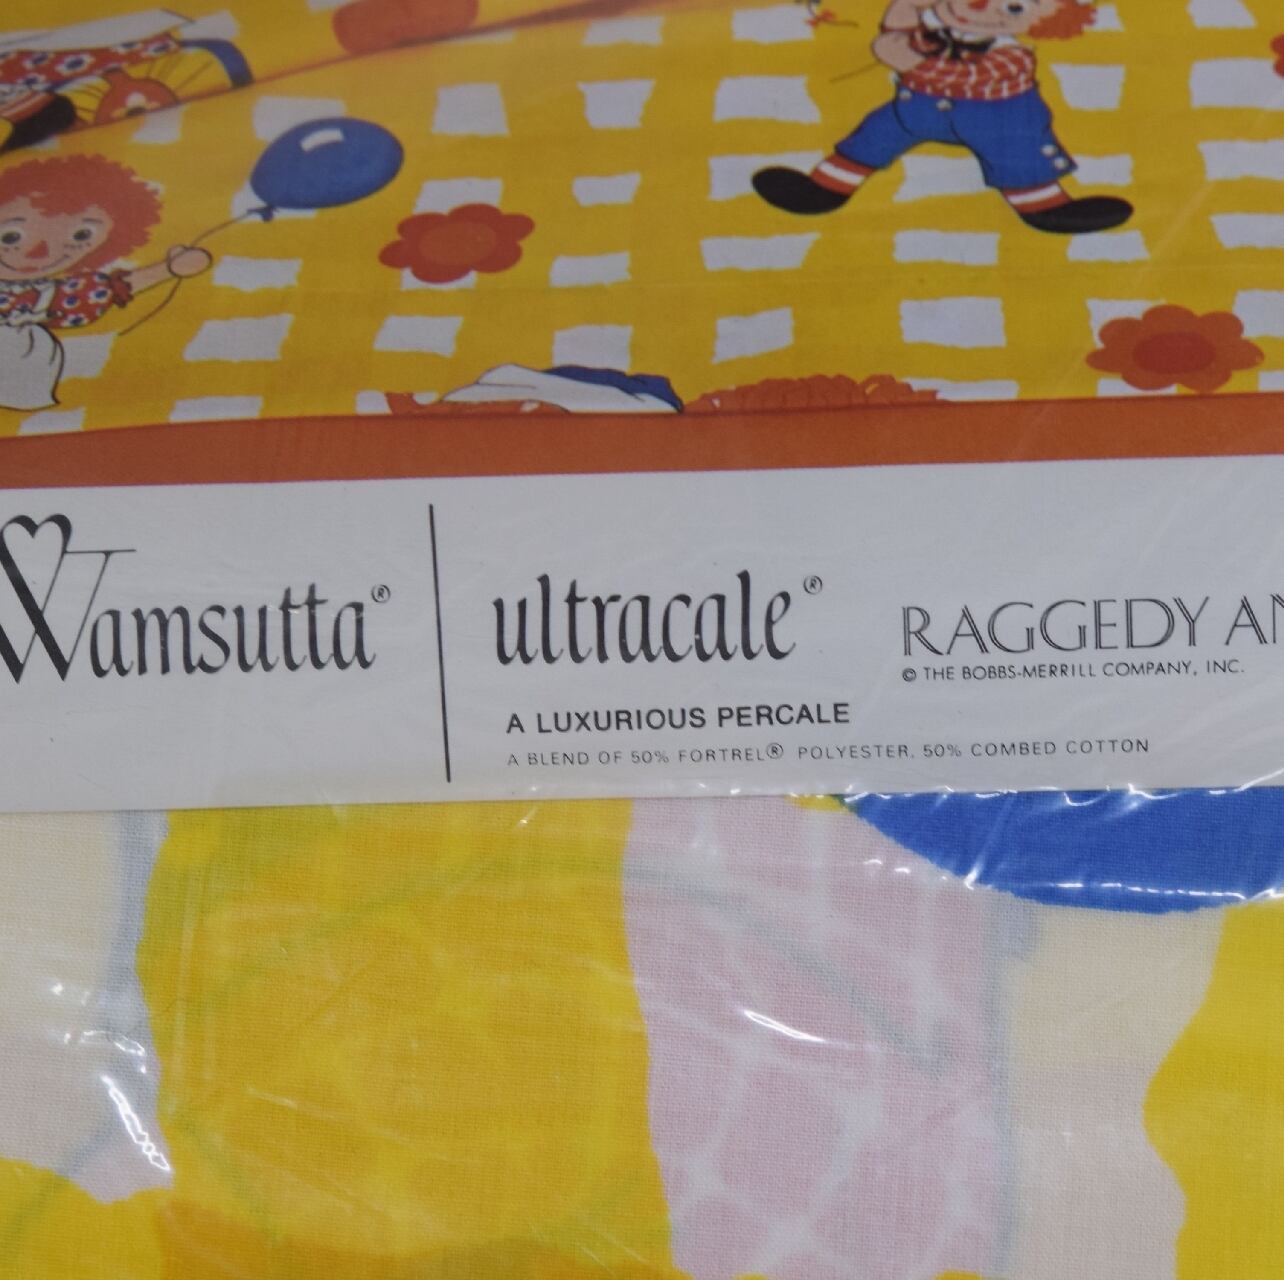 Wamsutta®
ultracale®
A LUXURIOUS PERCALE
A BLEND OF 50% FORTREL® POLYESTER, 50% COMBED COTTON
RAGGEDY AN
© THE BOBBS-MERRILL COMPANY, INC.